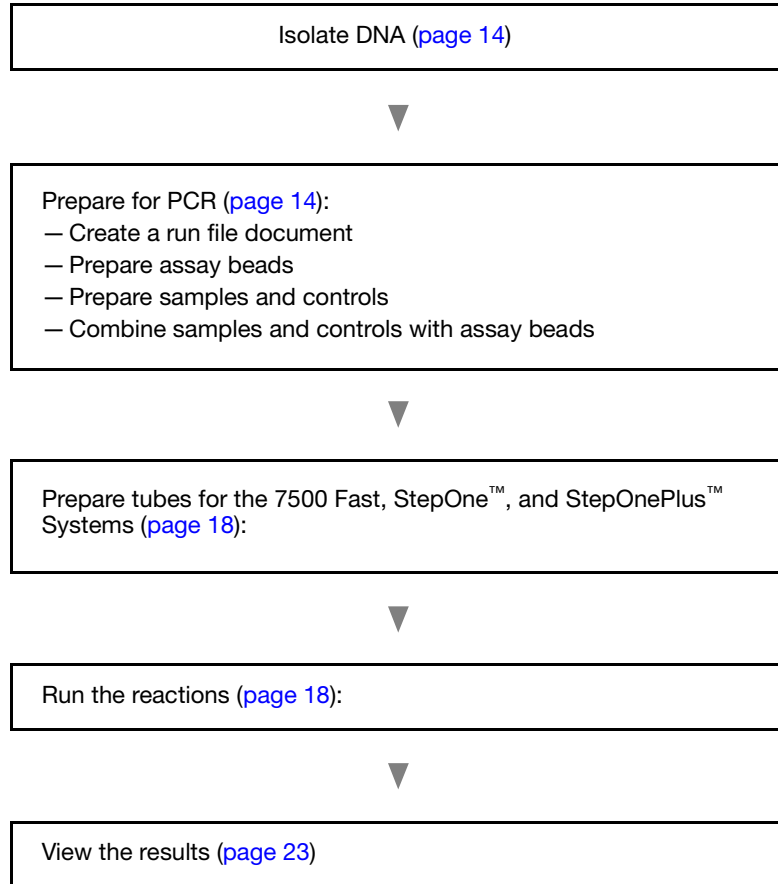 Isolate DNA (page 14)
Prepare for PCR (page 14):
— Create a run file document
— Prepare assay beads
— Prepare samples and controls
— Combine samples and controls with assay beads
Prepare tubes for the 7500 Fast, StepOne™, and StepOnePlus™
Systems (page 18):
Run the reactions (page 18):
View the results (page 23)